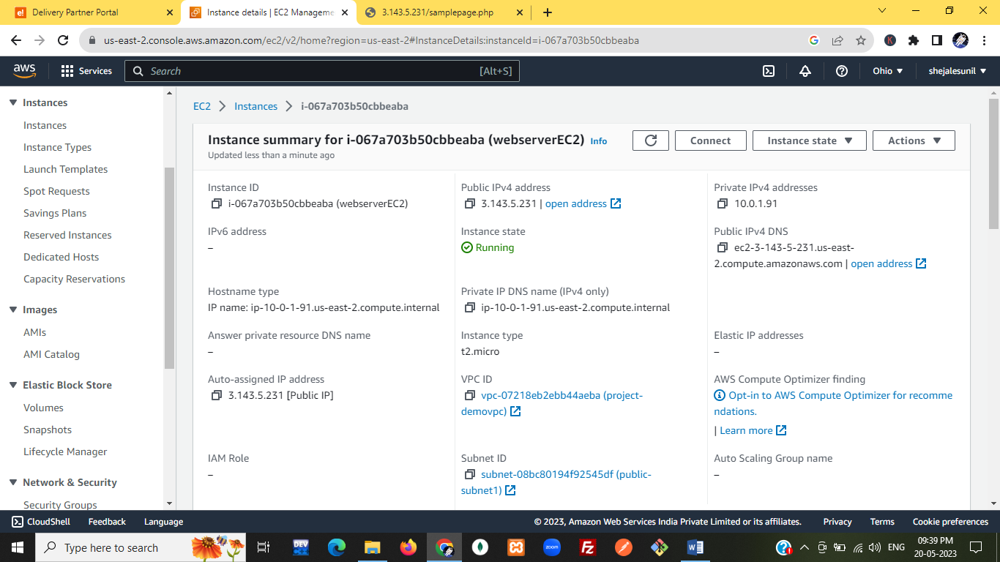 Delivery Partner Portal
Instance details | EC2 Manageme
3.143.5.231/samplepage.php
us-east-2.console.aws.amazon.com/ec2/v2/home?region=us-east-2#InstanceDetails:instanceId=i-067a703b50cbbeaba
aws
Services
Search
[Alt+S]
Ohio
shejalesunil
Instances
Instances
Instance Types
Launch Templates
Spot Requests
Savings Plans
Reserved Instances
Dedicated Hosts
Capacity Reservations
Images
AMIs
AMI Catalog
Elastic Block Store
Volumes
Snapshots
Lifecycle Manager
Network & Security
Security Groups
EC2 > Instances > i-067a703b50cbbeaba
Instance summary for i-067a703b50cbbeaba (webserverEC2) Info
Updated less than a minute ago
Connect
Instance state
Actions
Instance ID
i-067a703b50cbbeaba (webserverEC2)
Public IPv4 address
3.143.5.231 | open address
Private IPv4 addresses
10.0.1.91
IPv6 address
–
Instance state
Running
Public IPv4 DNS
ec2-3-143-5-231.us-east-
2.compute.amazonaws.com | open address
Hostname type
IP name: ip-10-0-1-91.us-east-2.compute.internal
Private IP DNS name (IPv4 only)
ip-10-0-1-91.us-east-2.compute.internal
Answer private resource DNS name
–
Instance type
t2.micro
Elastic IP addresses
–
Auto-assigned IP address
3.143.5.231 [Public IP]
VPC ID
vpc-07218eb2ebb44aeba (project-
demovpc)
AWS Compute Optimizer finding
Opt-in to AWS Compute Optimizer for recomme
ndations.
| Learn more
IAM Role
–
Subnet ID
subnet-08bc80194f92545df (public-
subnet1)
Auto Scaling Group name
–
CloudShell
Feedback
Language
© 2023, Amazon Web Services India Private Limited or its affiliates.
Privacy
Terms
Cookie preferences
Type here to search
DEV
zoom
ENG
09:39 PM
20-05-2023